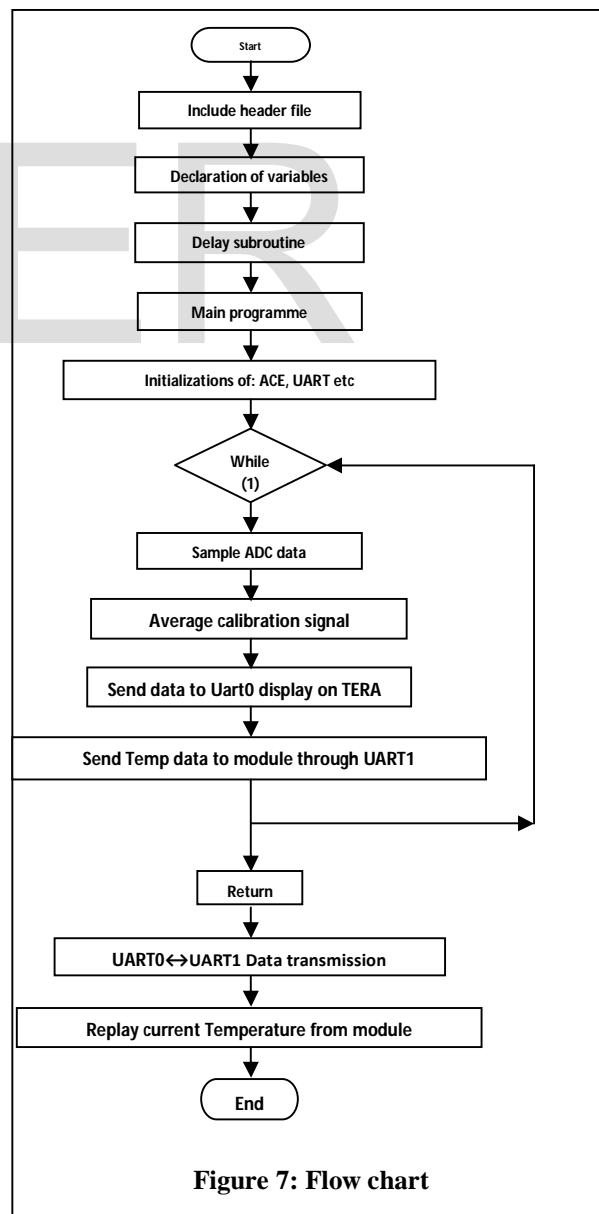 Start
Include header file
Declaration of variables
Delay subroutine
Main programme
Initializations of: ACE, UART etc
While
(1)
Sample ADC data
Average calibration signal
Send data to Uart0 display on TERA
Send Temp data to module through UART1
Return
UART0↔UART1 Data transmission
Replay current Temperature from module
End
Figure 7: Flow chart
ER